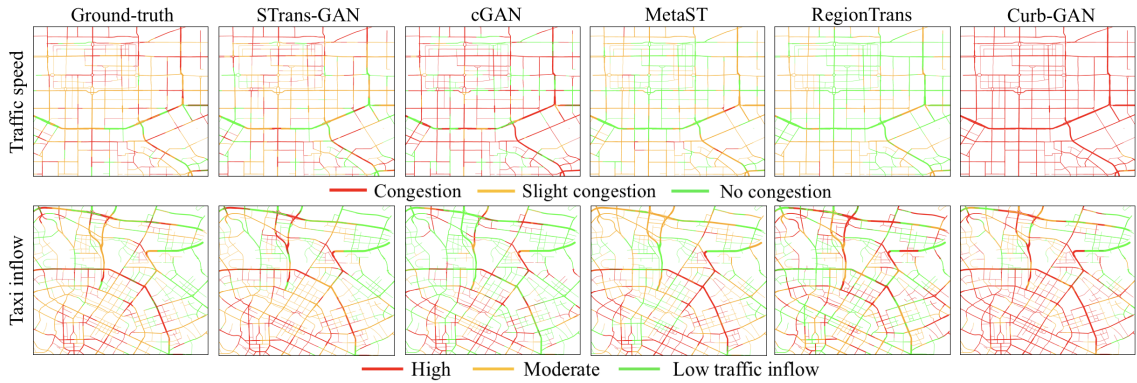 Ground-truth STrans-GAN cGAN MetaST RegionTrans Curb-GAN
Traffic speed
Congestion Slight congestion No congestion
Taxi inflow
High Moderate Low traffic inflow